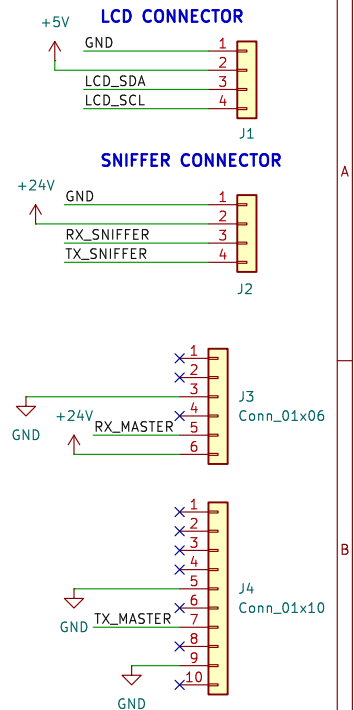 LCD CONNECTOR
+5V
GND 1
2
LCD_SDA 3
LCD_SCL 4
J1
SNIFFER CONNECTOR
A
+24V
GND 1
2
RX_SNIFFER 3
TX_SNIFFER 4
J2
1
2
3
J3
4
Conn_01x06
+24V
RX_MASTER 5
GND
6
1
2
3
B
4
5
J4
6
Conn_01x10
TX_MASTER 7
GND
8
9
10
GND